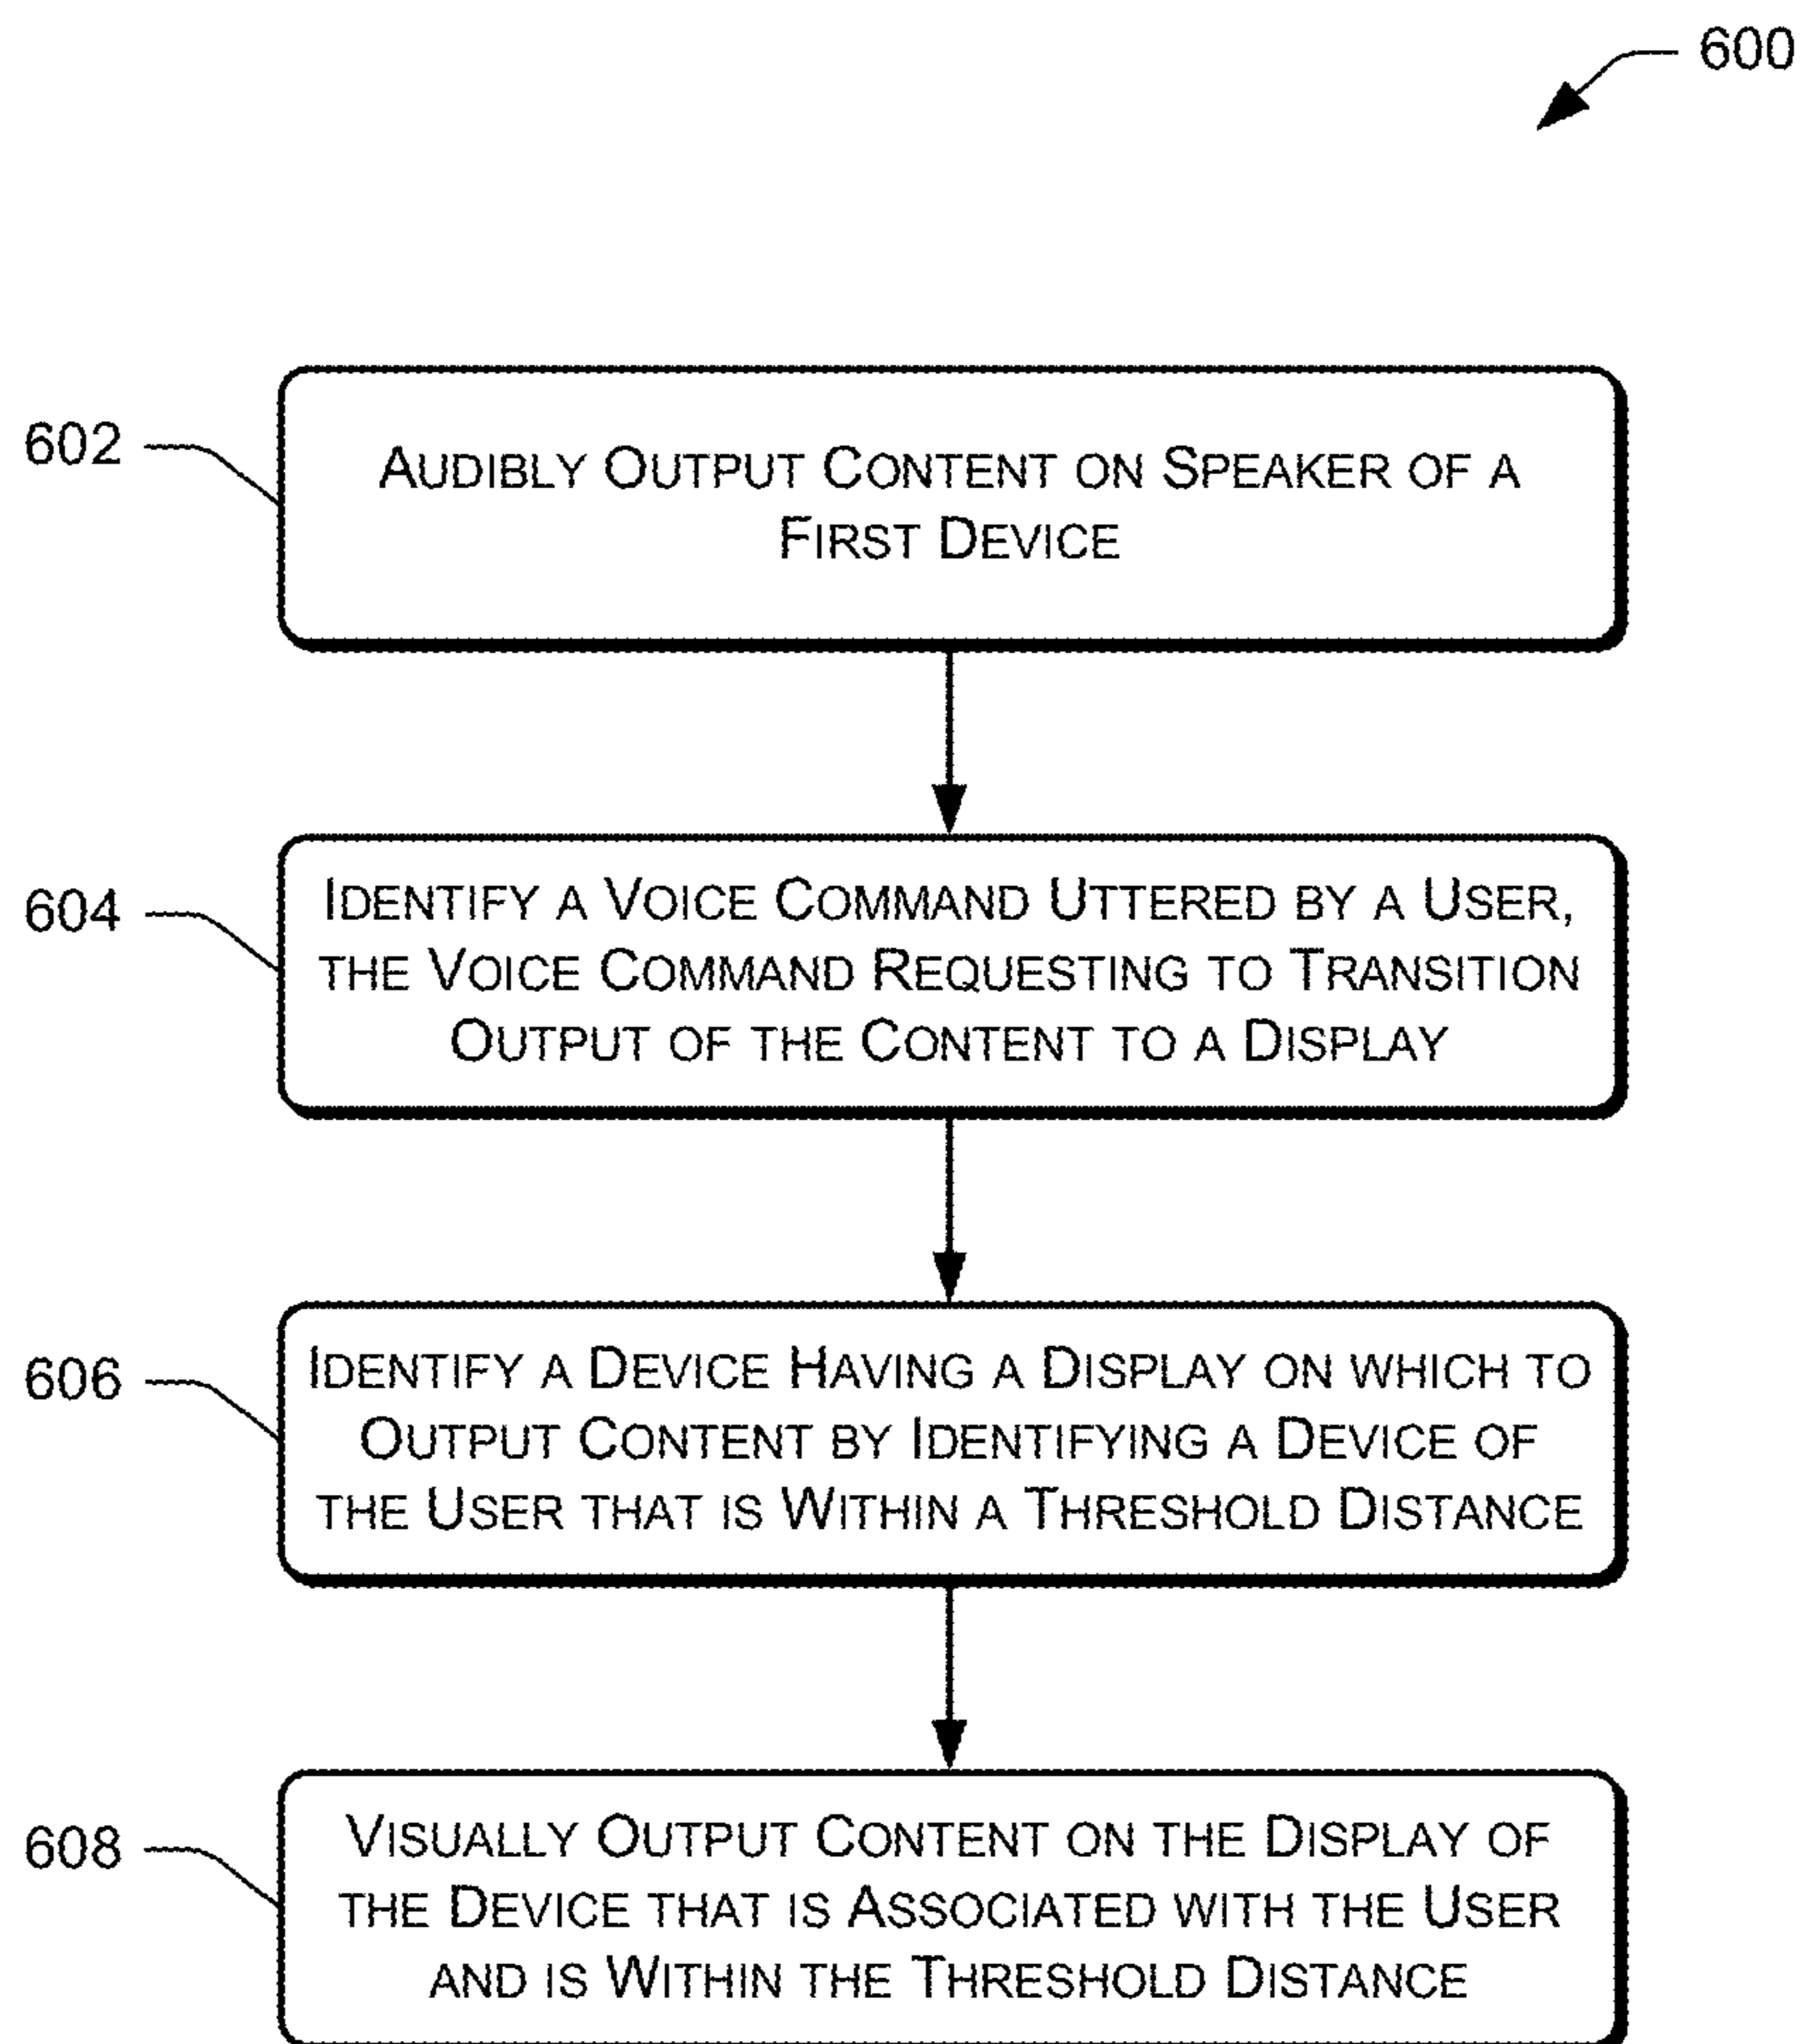 600
602
AUDIBLY OUTPUT CONTENT ON SPEAKER OF A
FIRST DEVICE
604
IDENTIFY A VOICE COMMAND UTTERED BY A USER,
THE VOICE COMMAND REQUESTING TO TRANSITION
OUTPUT OF THE CONTENT TO A DISPLAY
606
IDENTIFY A DEVICE HAVING A DISPLAY ON WHICH TO
OUTPUT CONTENT BY IDENTIFYING A DEVICE OF
THE USER THAT IS WITHIN A THRESHOLD DISTANCE
608
VISUALLY OUTPUT CONTENT ON THE DISPLAY OF
THE DEVICE THAT IS ASSOCIATED WITH THE USER
AND IS WITHIN THE THRESHOLD DISTANCE